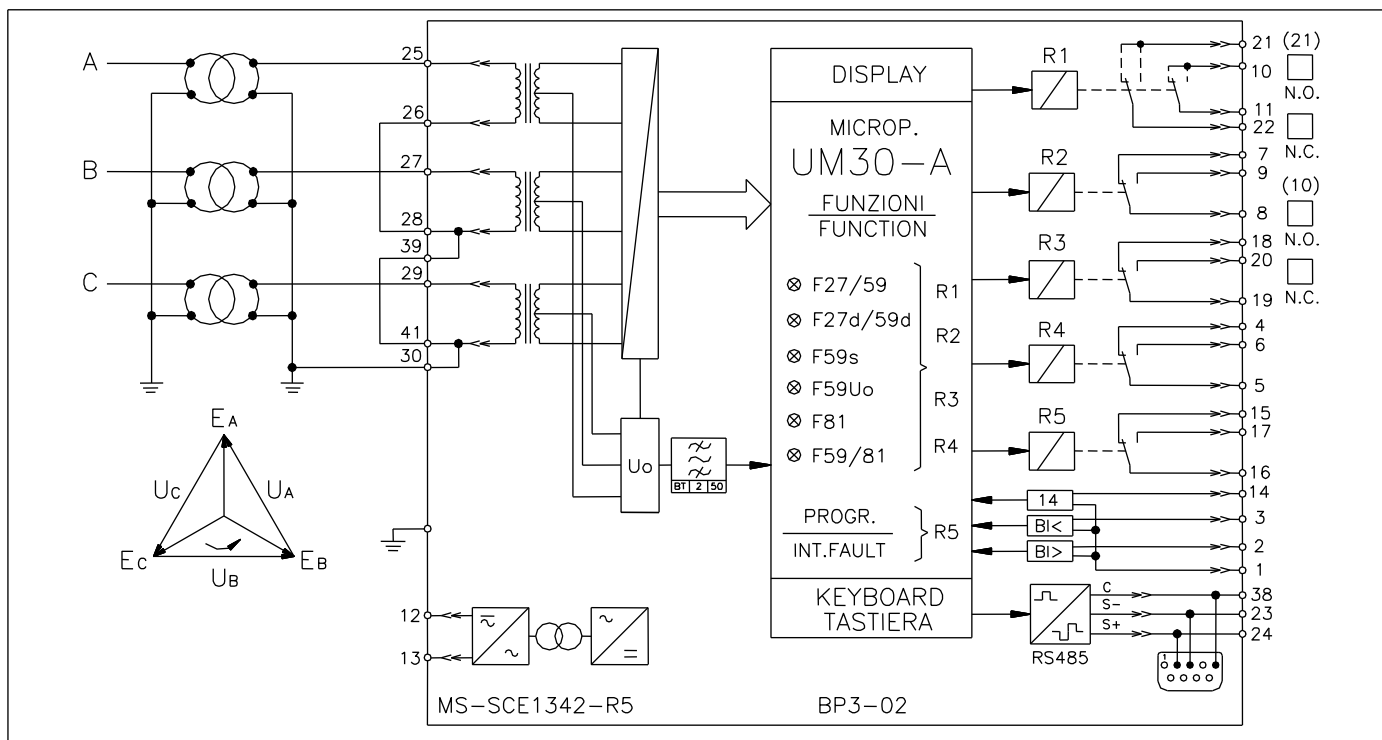 A
B
C
25
26
27
28
39
29
41
30
12
13
EA
UC
UA
EC
EB
UB
Uo
BT 2 50
DISPLAY
MICROP.
UM30-A
FUNZIONI
FUNCTION
F27/59
F27d/59d
F59s
F59Uo
F81
F59/81
R1
R2
R3
R4
PROGR.
INT.FAULT
R5
KEYBOARD
TASTIERA
R1
R2
R3
R4
R5
14
BI<
BI>
C
S-
S+
RS485
1
21 (21)
10
N.O.
11
22
N.C.
7
9
(10)
8
N.O.
18
20
N.C.
19
4
6
5
15
17
16
14
3
2
1
38
23
24
MS-SCE1342-R5
BP3-02